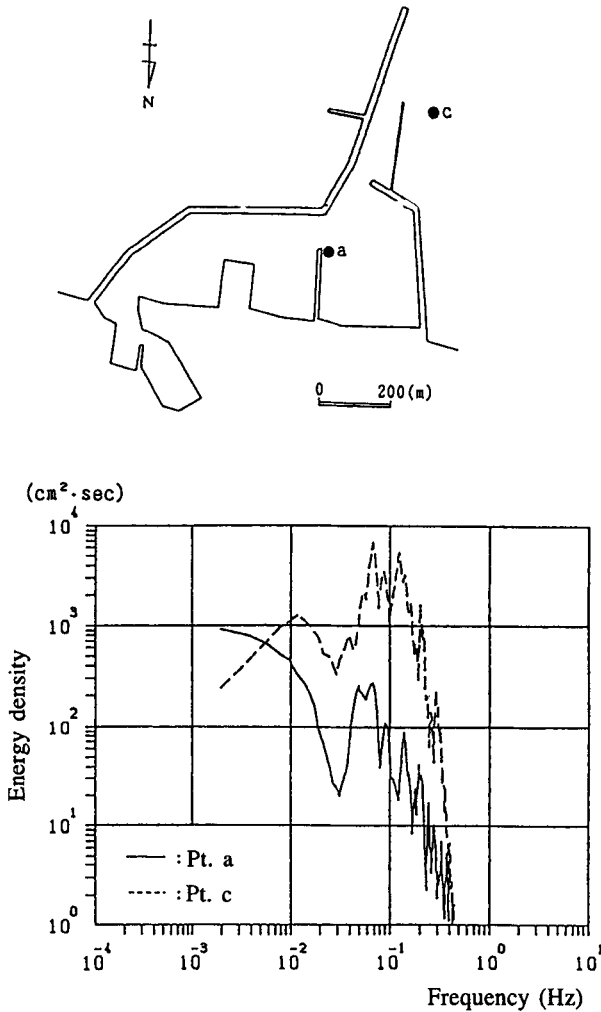 N
c
a
0 200(m)
(cm²·sec)
10⁴
10³
10²
10¹
10⁰
Energy density
—— : Pt. a
------ : Pt. c
10⁻⁴ 10⁻³ 10⁻² 10⁻¹ 10⁰ 10¹
Frequency (Hz)